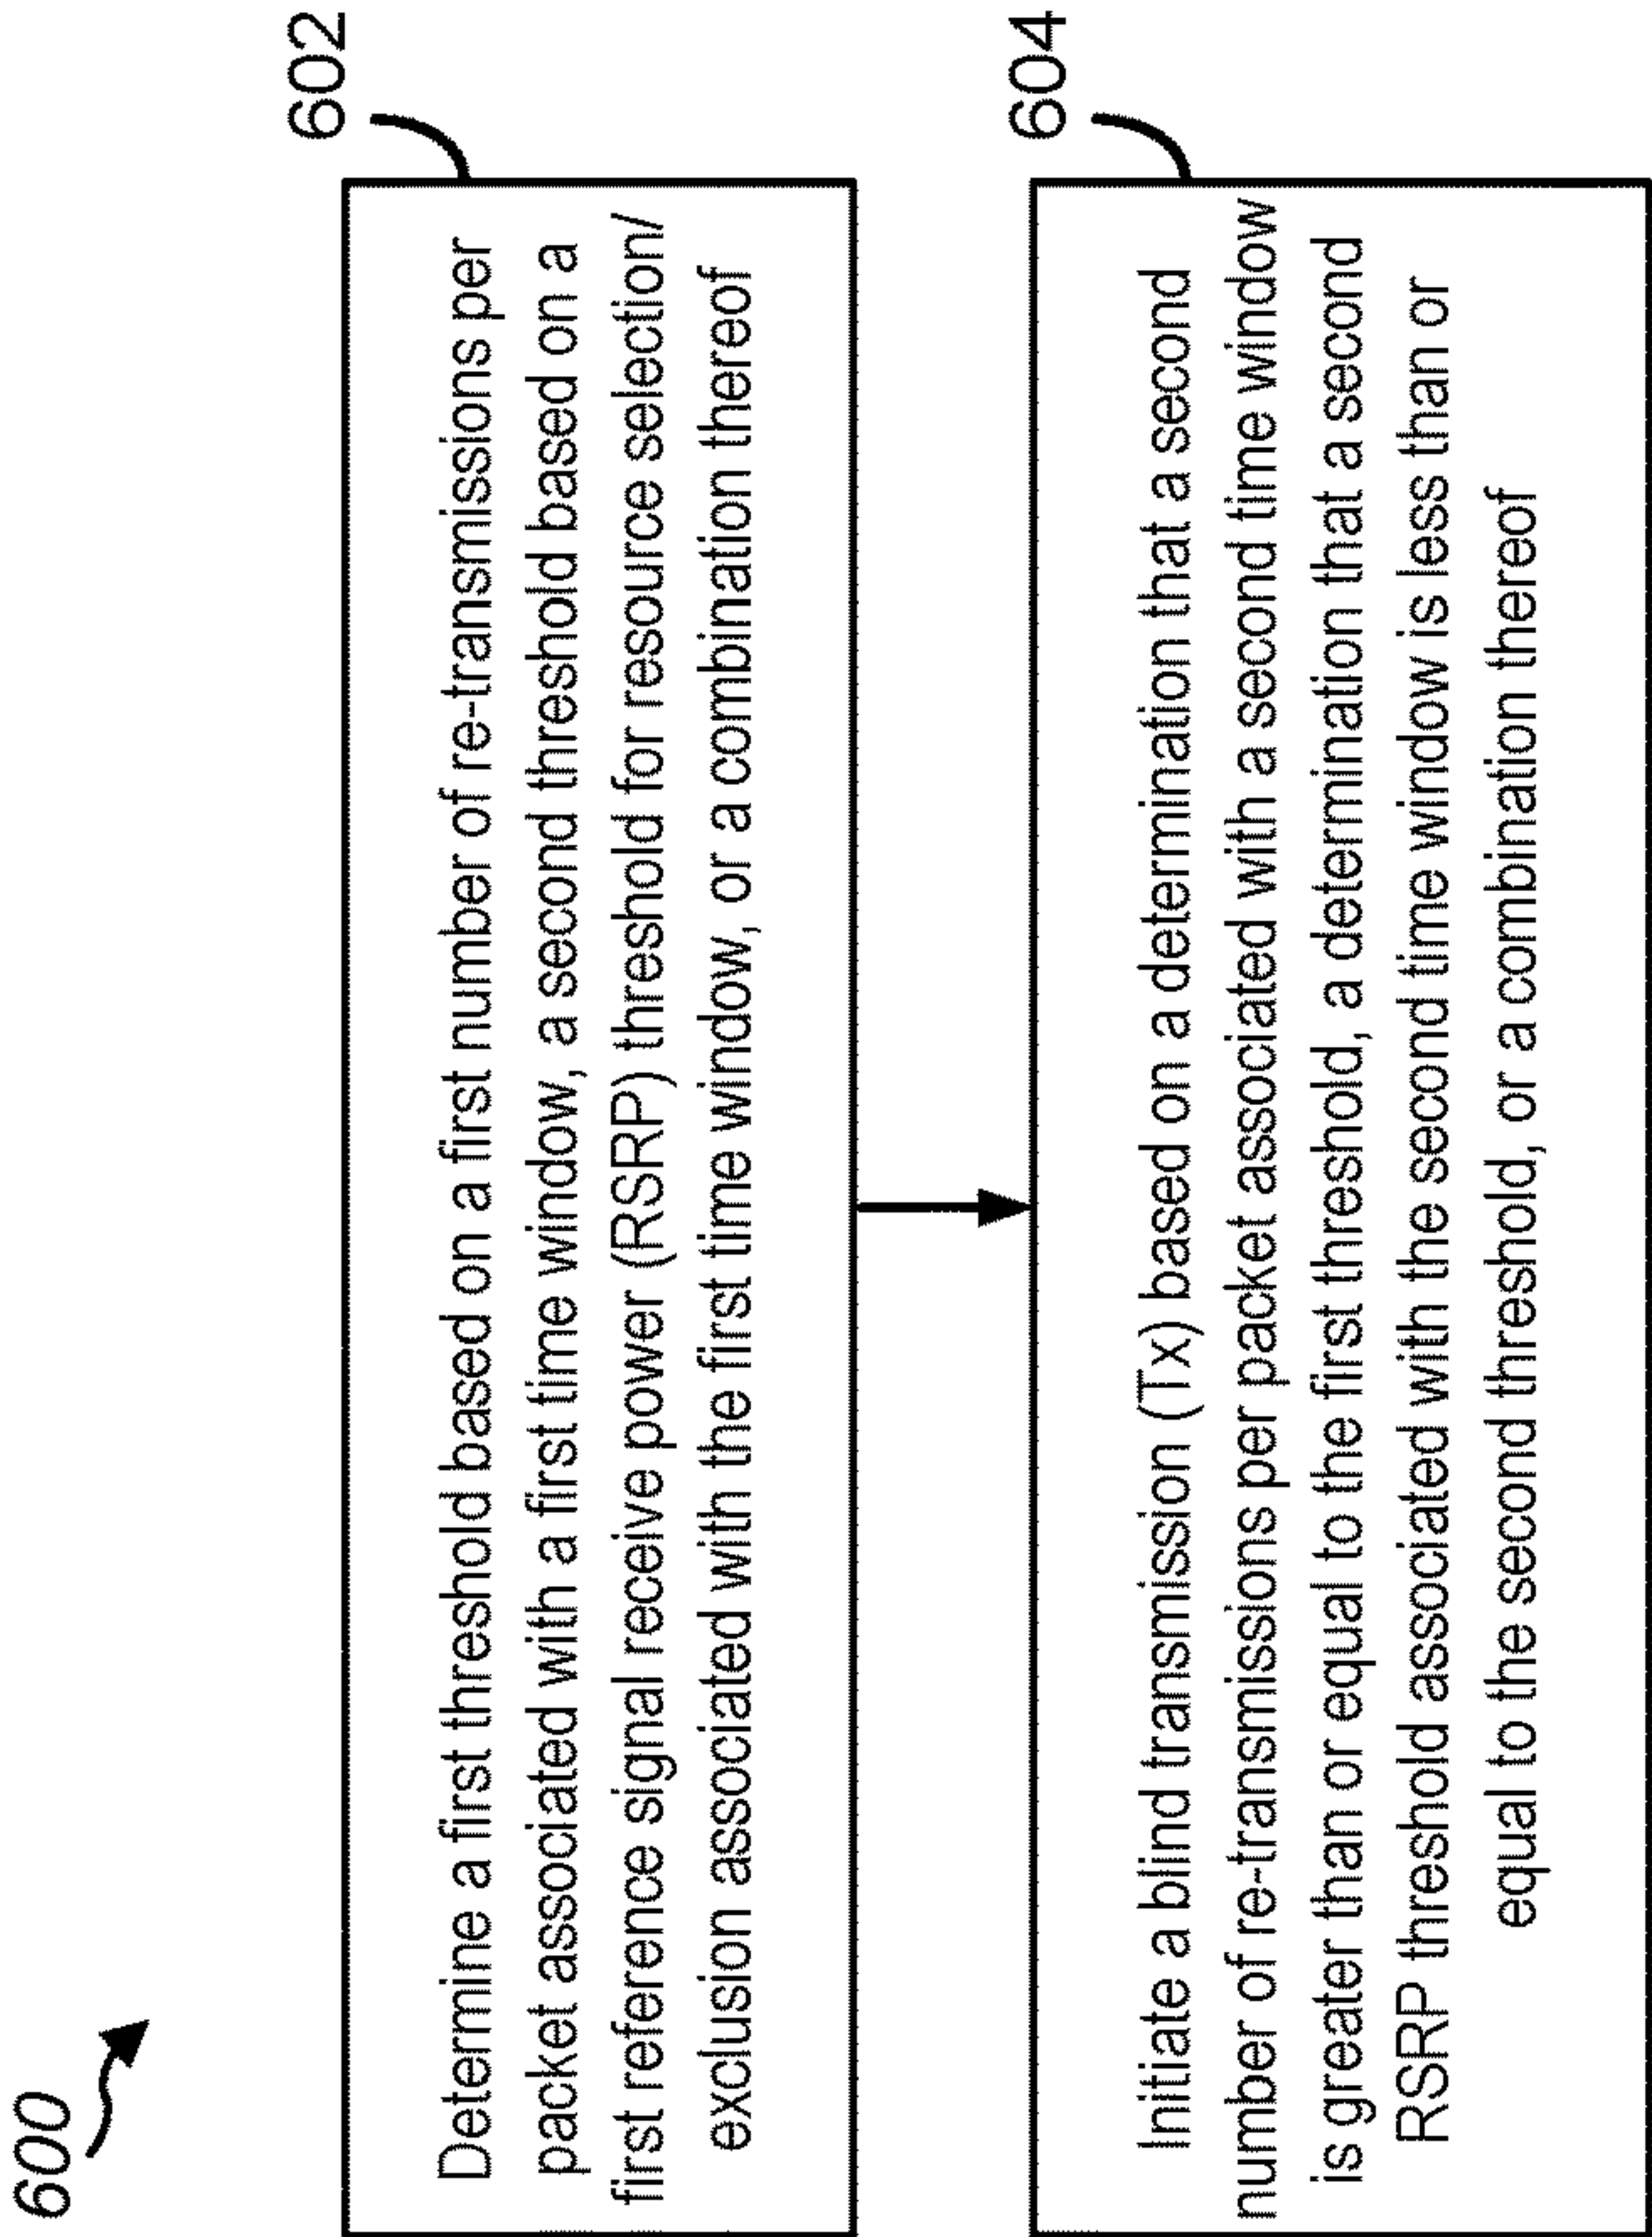 600
602
Determine a first threshold based on a first number of re-transmissions per
packet associated with a first time window, a second threshold based on a
first reference signal receive power (RSRP) threshold for resource selection/
exclusion associated with the first time window, or a combination thereof
604
Initiate a blind transmission (Tx) based on a determination that a second
number of re-transmissions per packet associated with a second time window
is greater than or equal to the first threshold, a determination that a second
RSRP threshold associated with the second time window is less than or
equal to the second threshold, or a combination thereof